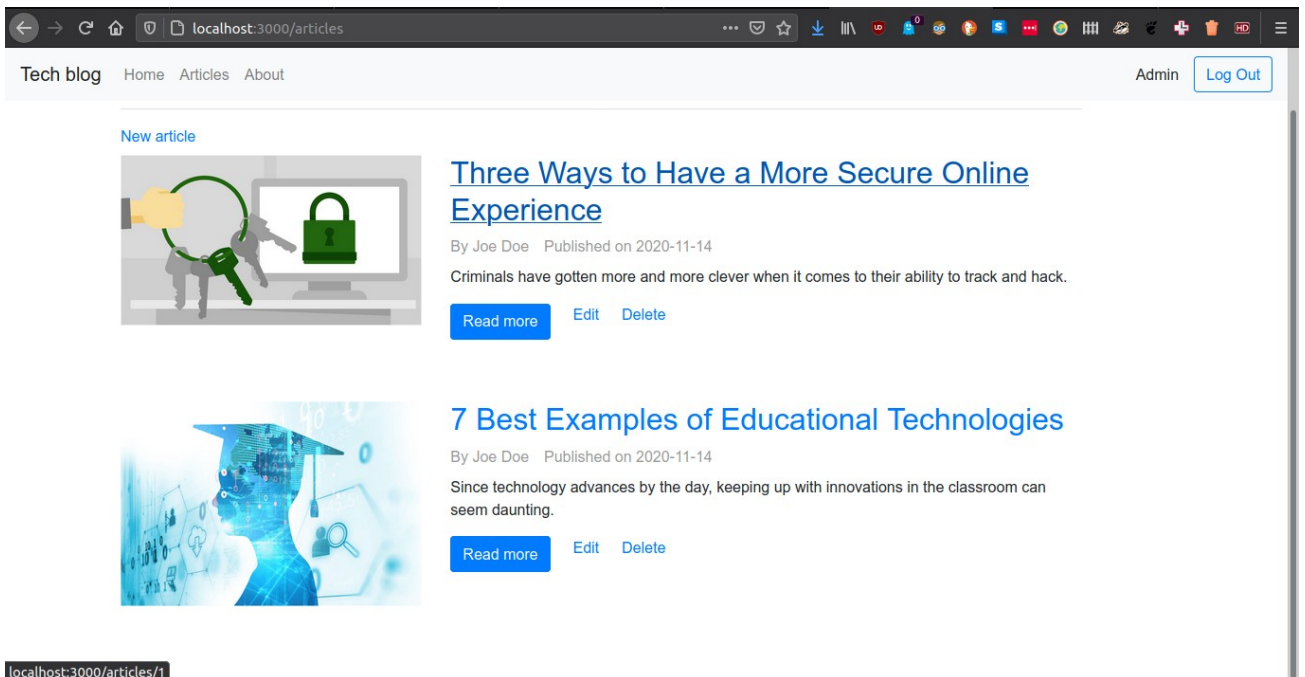 localhost:3000/articles
0
UD
S
HD
Tech blog Home Articles About Admin Log Out
New article
Three Ways to Have a More Secure Online
Experience
By Joe Doe Published on 2020-11-14
Criminals have gotten more and more clever when it comes to their ability to track and hack.
Read more Edit Delete
7 Best Examples of Educational Technologies
By Joe Doe Published on 2020-11-14
Since technology advances by the day, keeping up with innovations in the classroom can
seem daunting.
Read more Edit Delete
localhost:3000/articles/1